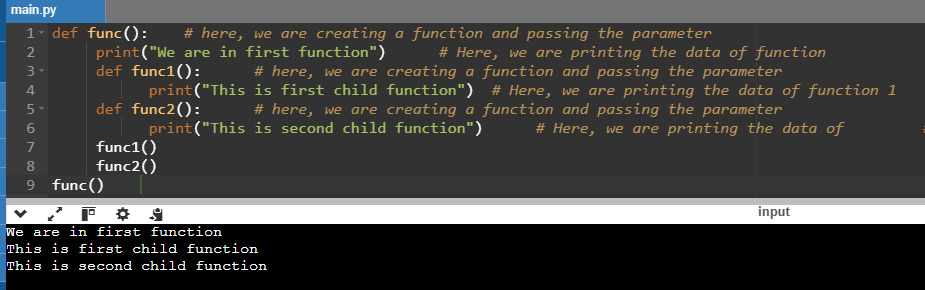 main.py
1 def func():    # here, we are creating a function and passing the parameter
2     print("We are in first function")      # Here, we are printing the data of function
3     def func1():      # here, we are creating a function and passing the parameter
4           print("This is first child function")  # Here, we are printing the data of function 1
5     def func2():      # here, we are creating a function and passing the parameter
6           print("This is second child function")      # Here, we are printing the data of
7     func1()
8     func2()
9 func()
input
We are in first function
This is first child function
This is second child function